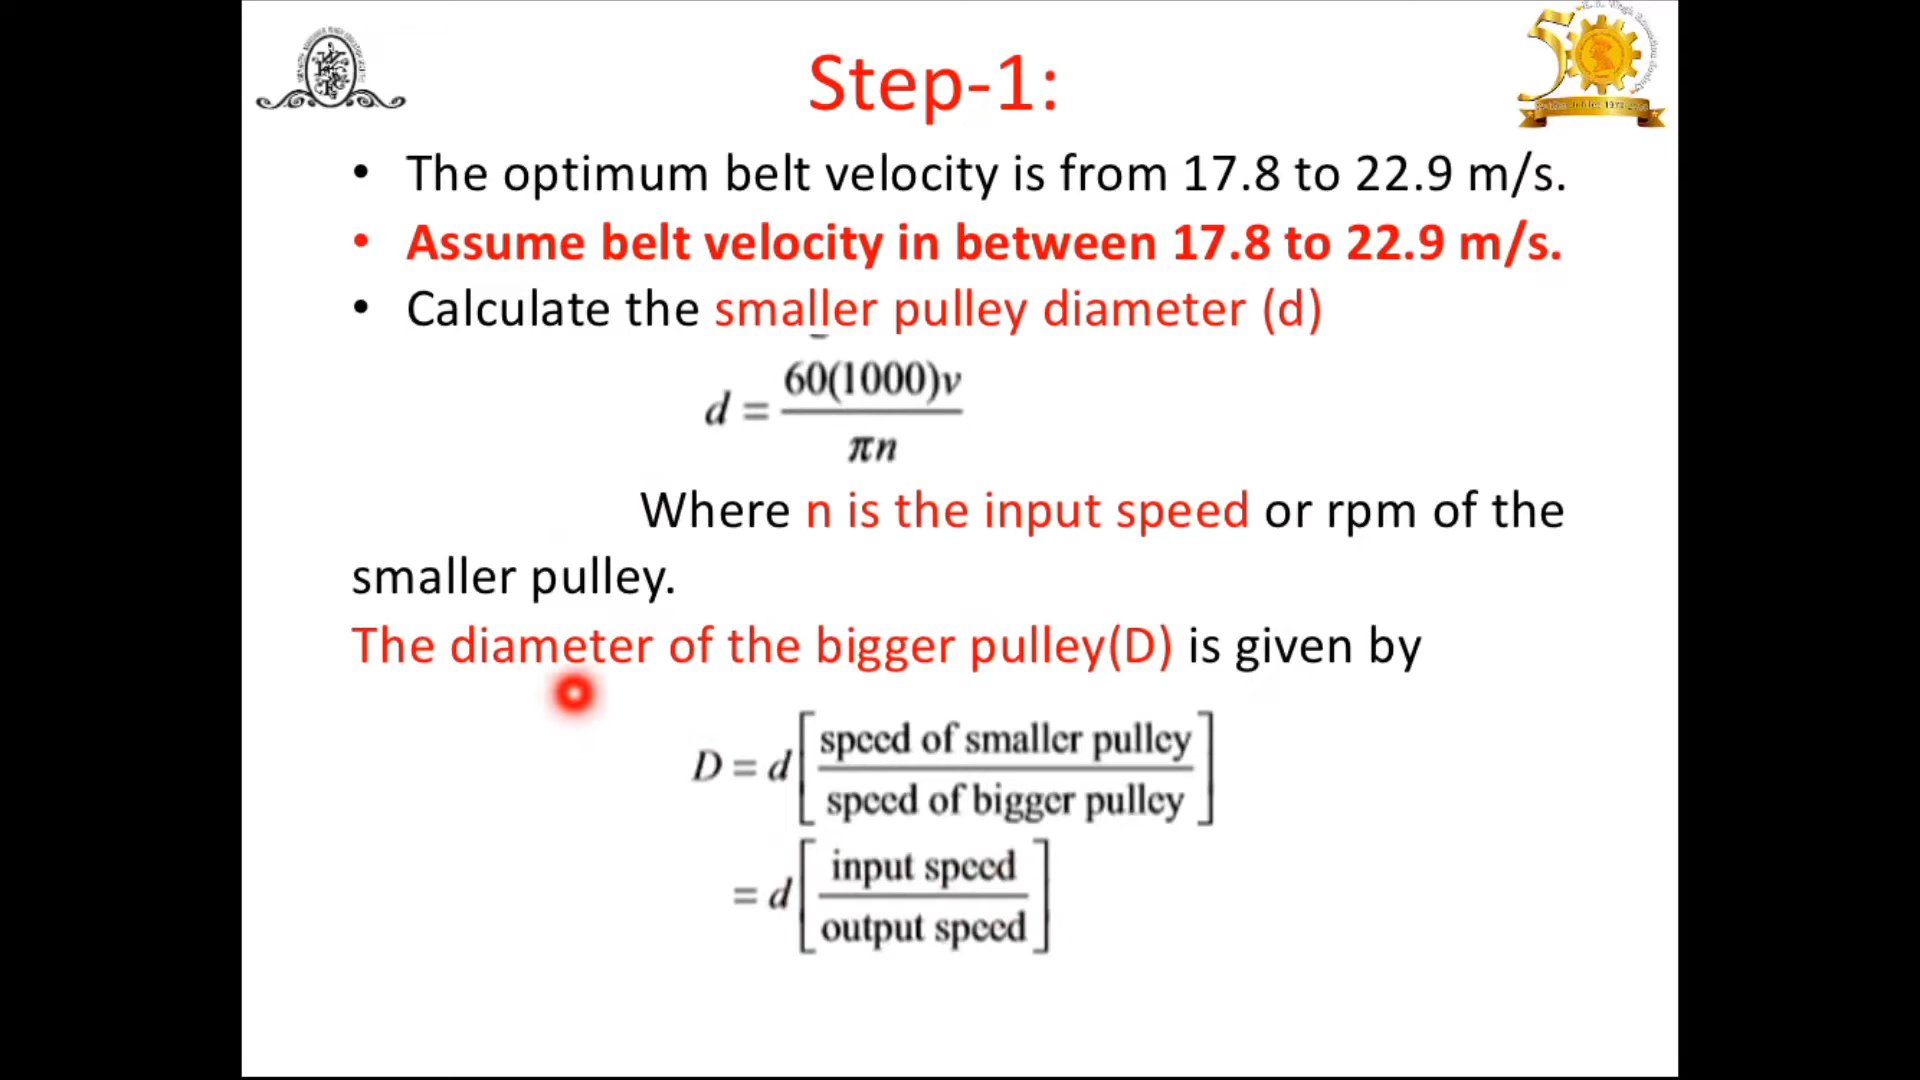 Step-1:
• The optimum belt velocity is from 17.8 to 22.9 m/s.
• Assume belt velocity in between 17.8 to 22.9 m/s.
• Calculate the smaller pulley diameter (d)
d = 60(1000)v / πn
Where n is the input speed or rpm of the
smaller pulley.
The diameter of the bigger pulley(D) is given by
D = d [speed of smaller pulley / speed of bigger pulley]
= d [input speed / output speed]